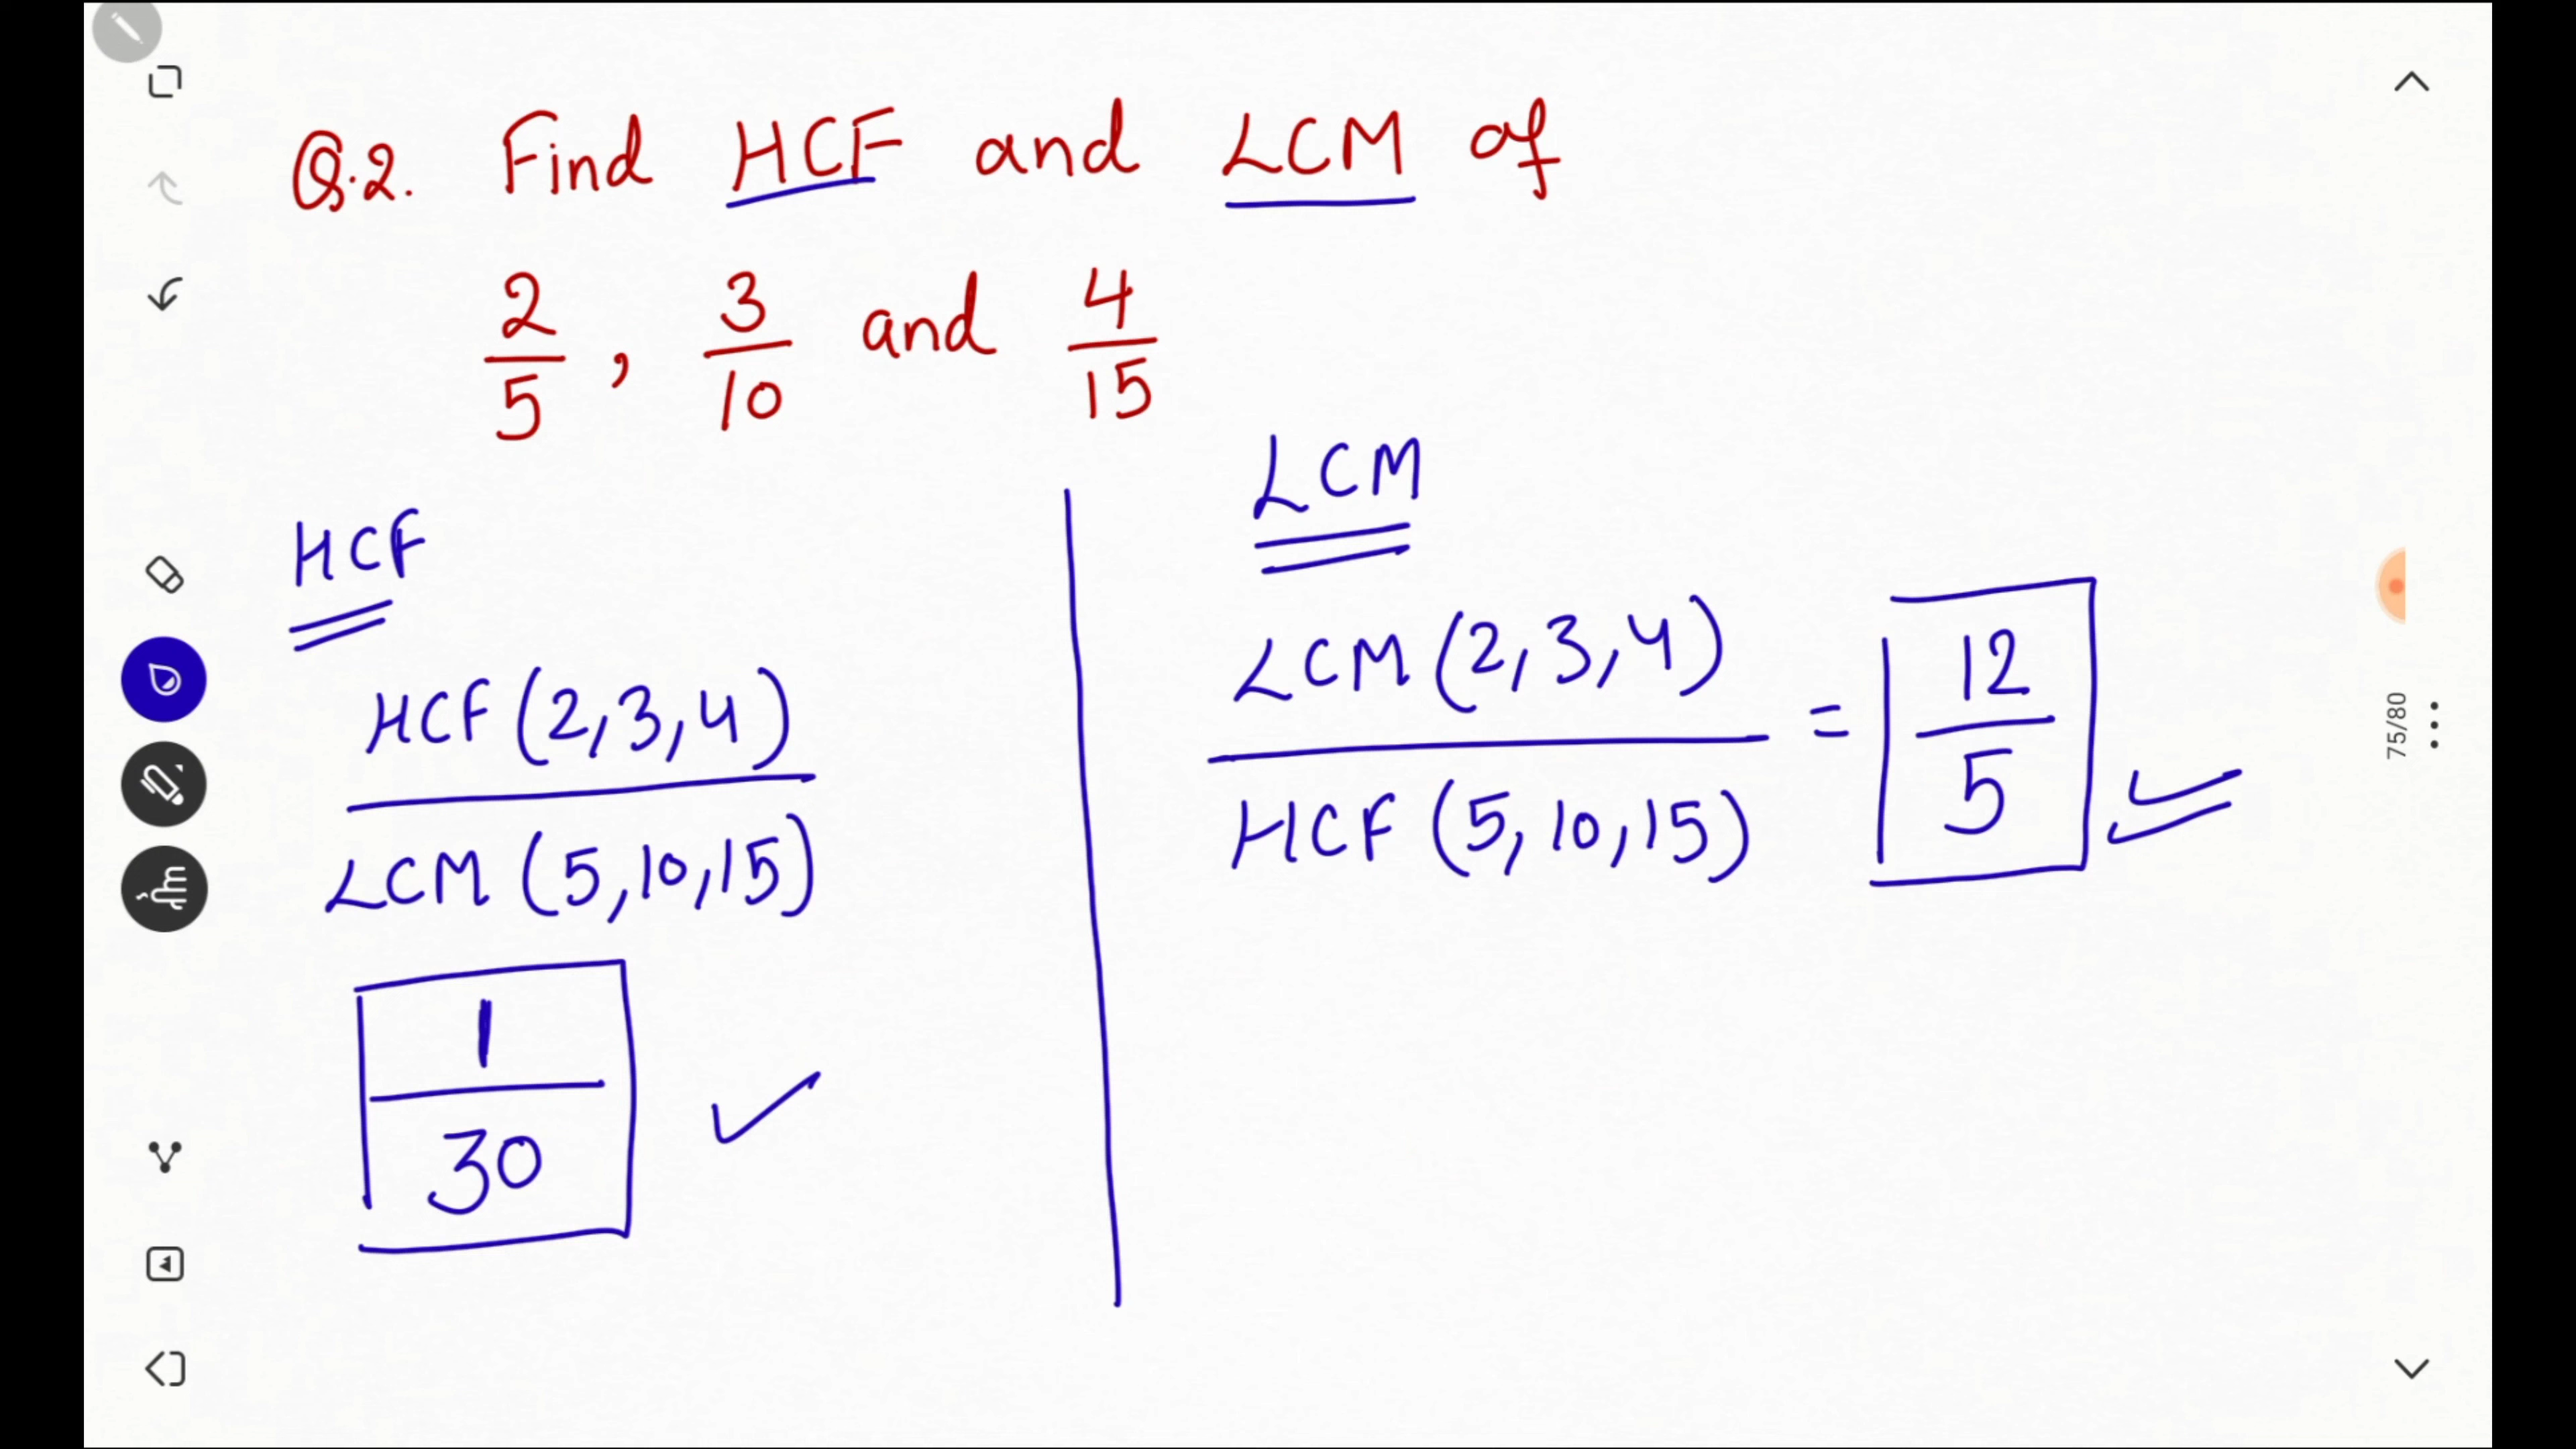 Q.2. Find HCF and LCM of
2/5 , 3/10 and 4/15
HCF
HCF (2,3,4)
LCM (5,10,15)
1
30
LCM
LCM (2,3,4)
HCF (5,10,15)
= 12/5
75/80